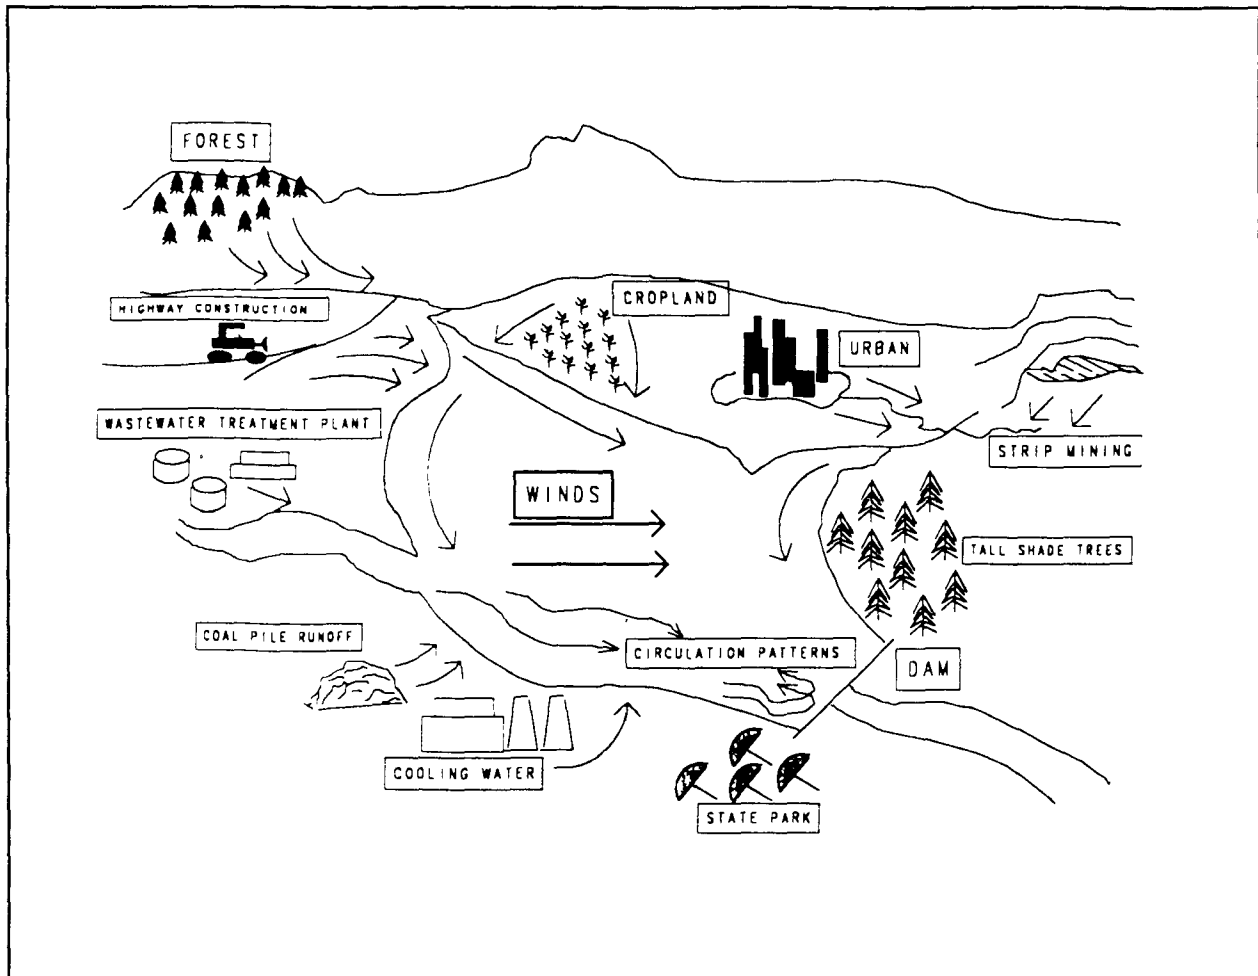 FOREST
HIGHWAY CONSTRUCTION
CROPLAND
URBAN
WASTEWATER TREATMENT PLANT
STRIP MINING
WINDS
TALL SHADE TREES
COAL PILE RUNOFF
CIRCULATION PATTERNS
DAM
COOLING WATER
STATE PARK